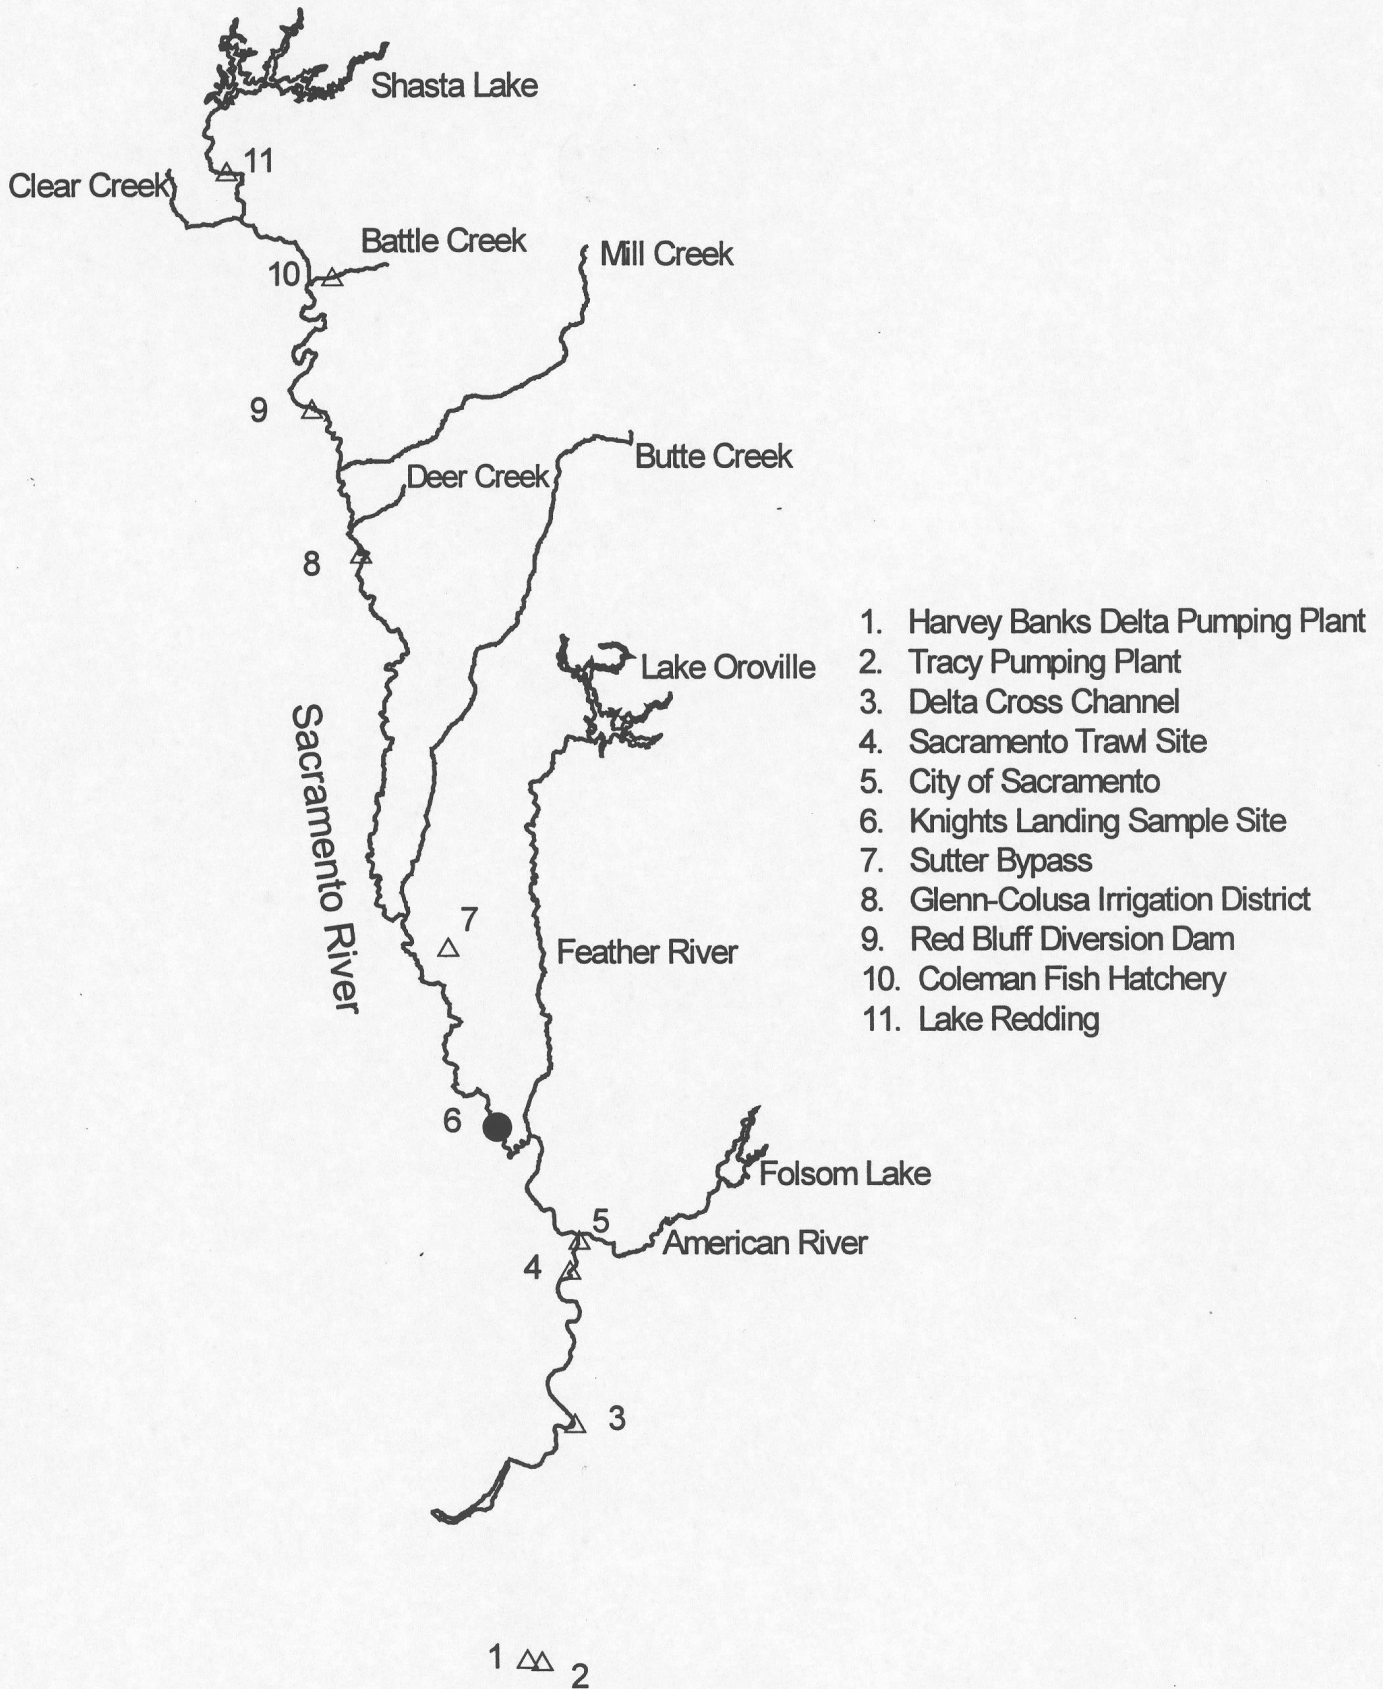 Shasta Lake
11
Clear Creek
Battle Creek
Mill Creek
10
9
Butte Creek
Deer Creek
8
Lake Oroville
Sacramento River
7
Feather River
6
Folsom Lake
5
American River
4
3
1
2
1. Harvey Banks Delta Pumping Plant
2. Tracy Pumping Plant
3. Delta Cross Channel
4. Sacramento Trawl Site
5. City of Sacramento
6. Knights Landing Sample Site
7. Sutter Bypass
8. Glenn-Colusa Irrigation District
9. Red Bluff Diversion Dam
10. Coleman Fish Hatchery
11. Lake Redding